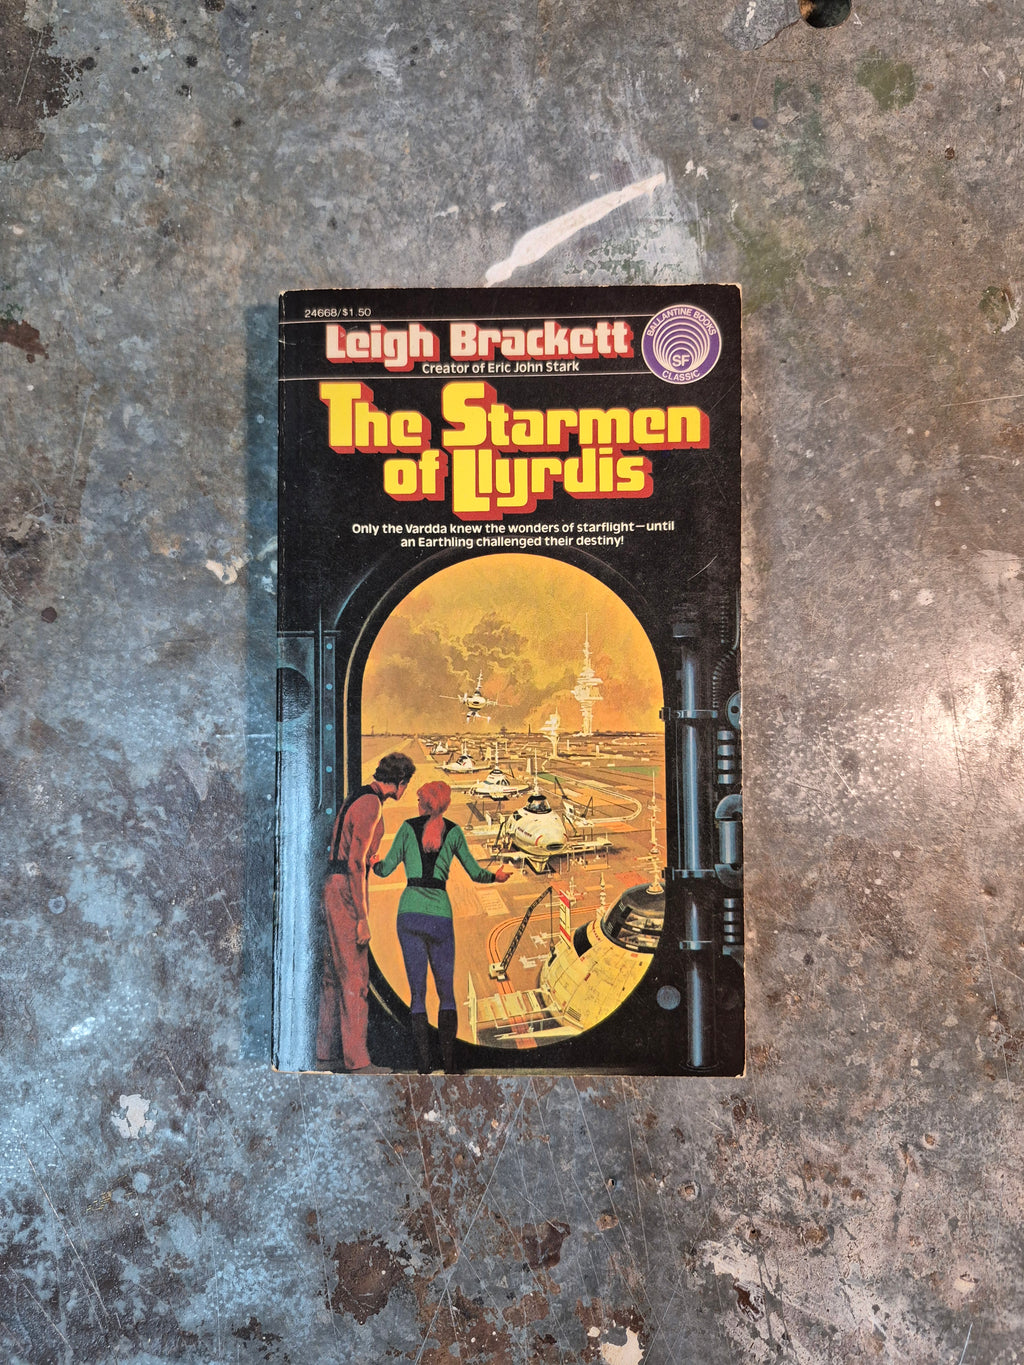 24668/$1.50
Leigh Brackett
Creator of Eric John Stark
BALLANTINE BOOKS
SF
CLASSIC
The Starmen
of Llyrdis
Only the Vardda knew the wonders of starflight—until
an Earthling challenged their destiny!